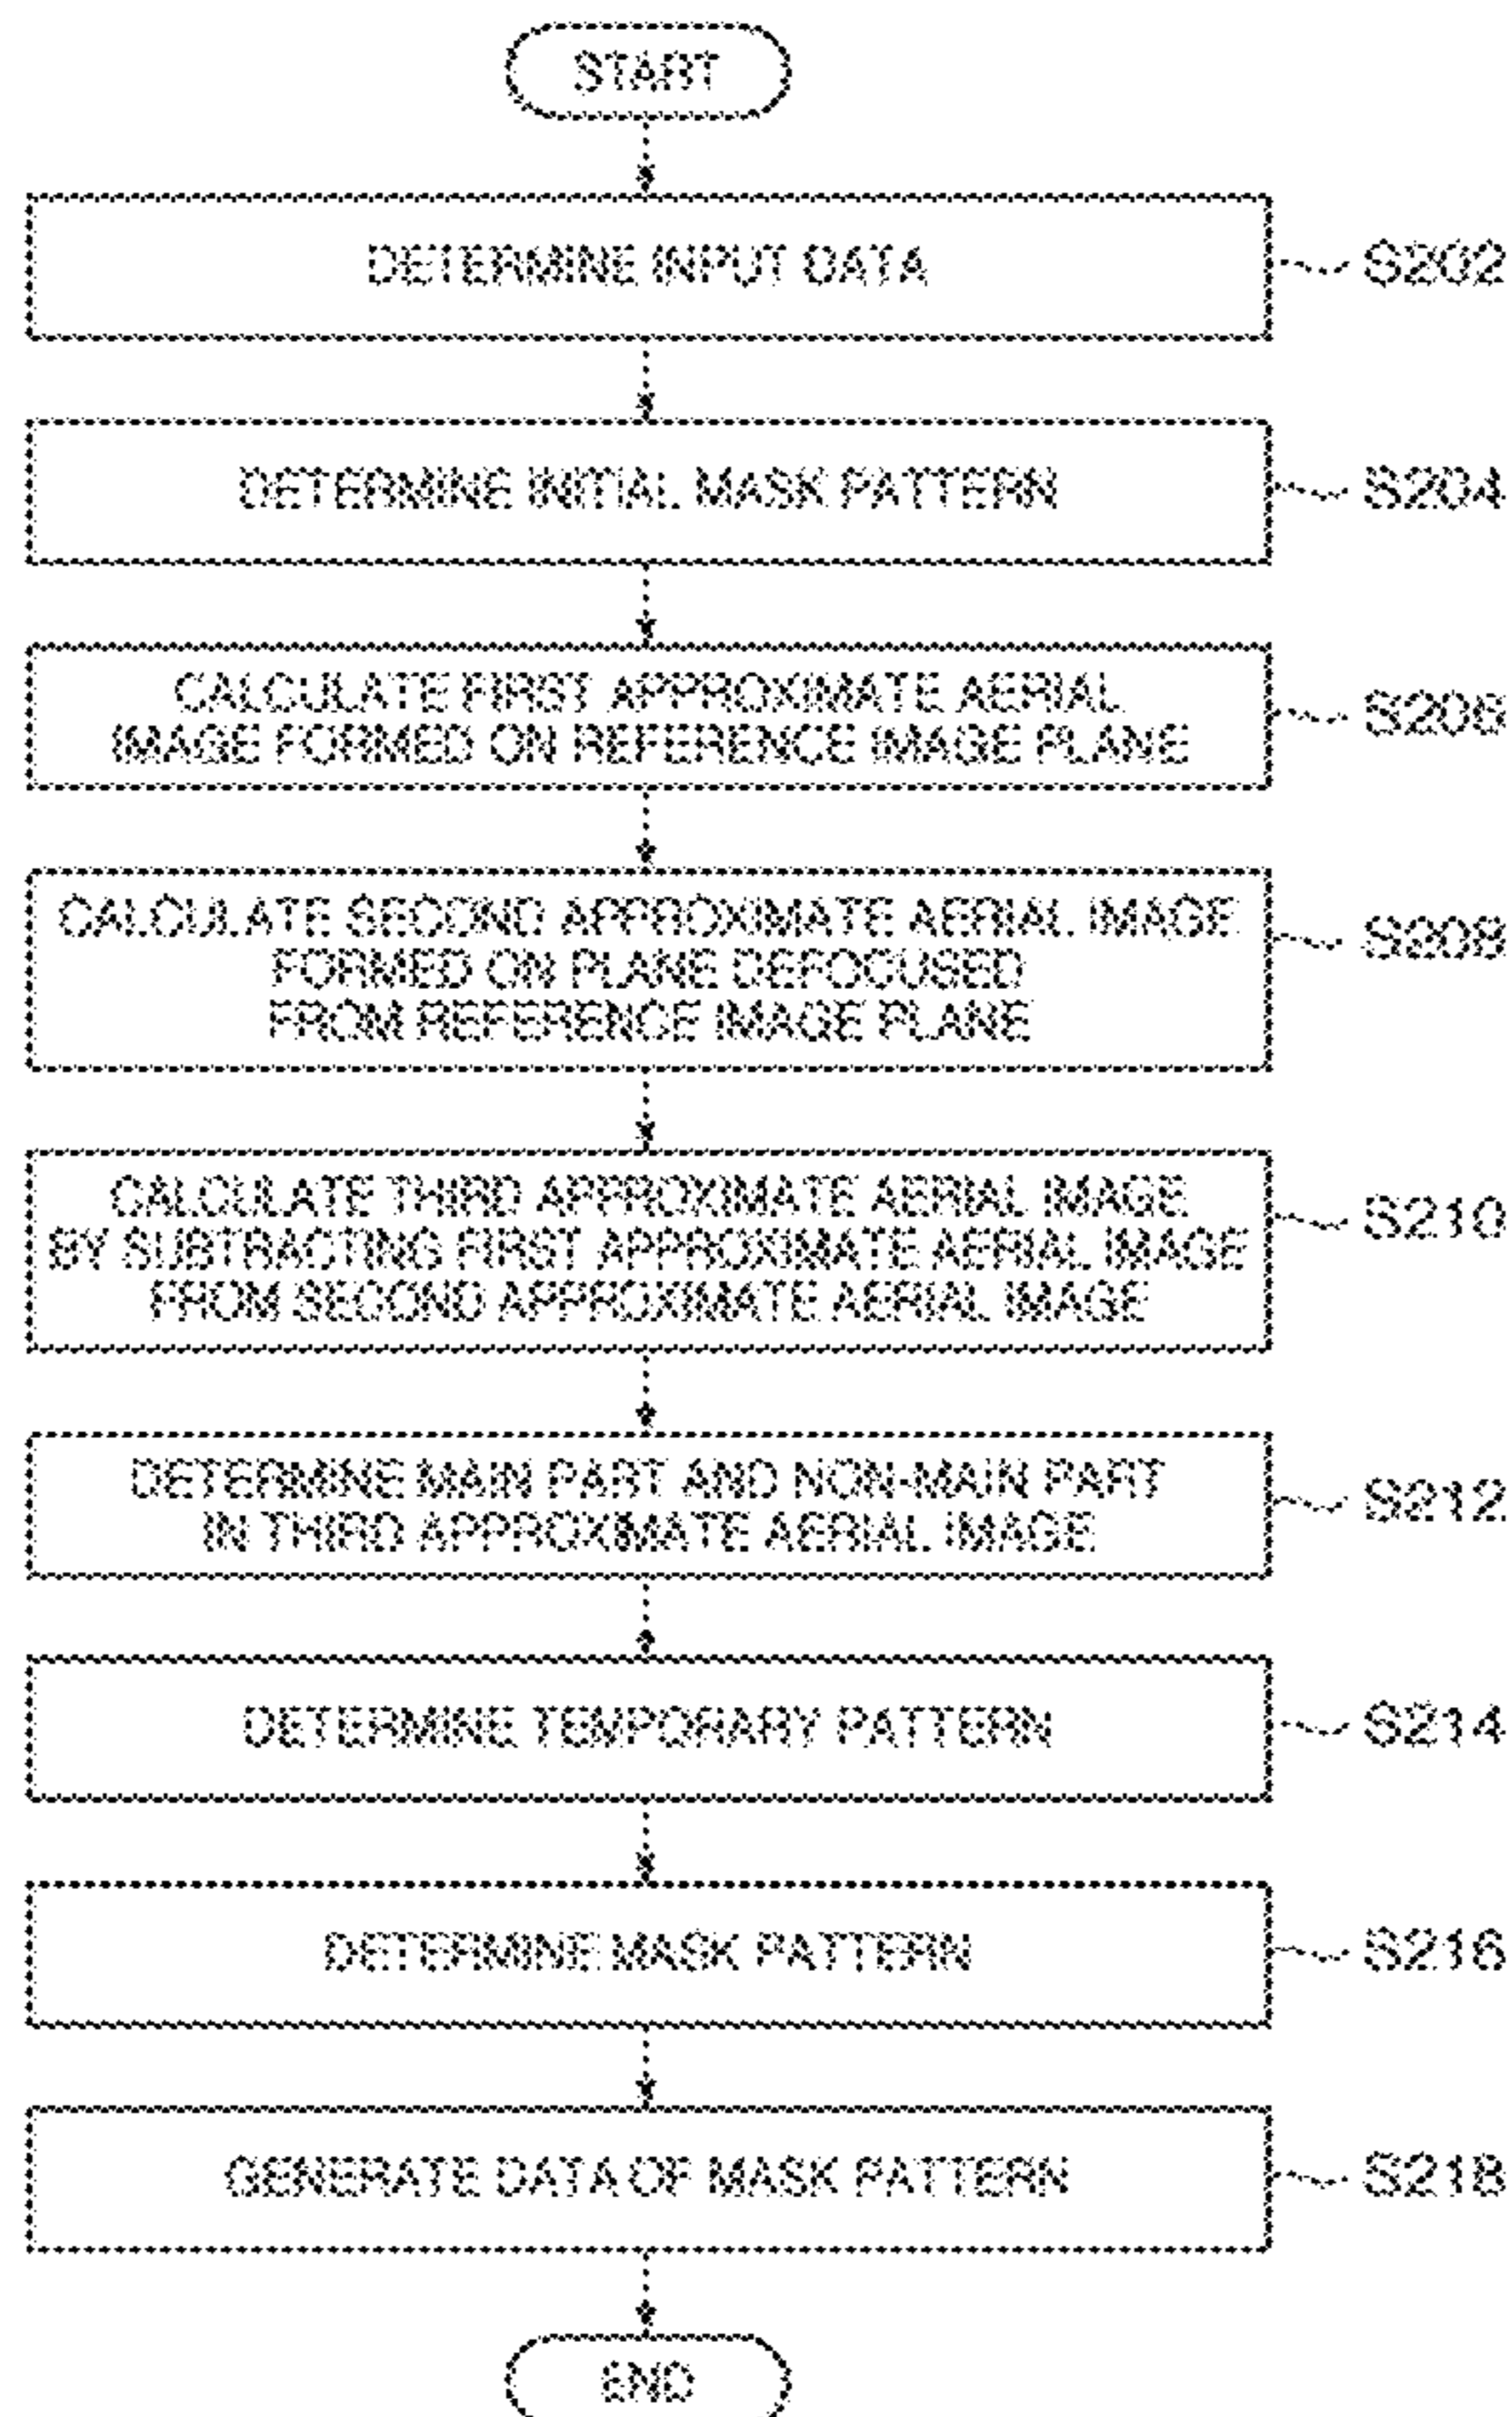 START
DETERMINE INPUT DATA
S202
DETERMINE INITIAL MASK PATTERN
S204
CALCULATE FIRST APPROXIMATE AERIAL
IMAGE FORMED ON REFERENCE IMAGE PLANE
S206
CALCULATE SECOND APPROXIMATE AERIAL IMAGE
FORMED ON PLANE DEFOCUSED
FROM REFERENCE IMAGE PLANE
S208
CALCULATE THIRD APPROXIMATE AERIAL IMAGE
BY SUBTRACTING FIRST APPROXIMATE AERIAL IMAGE
FROM SECOND APPROXIMATE AERIAL IMAGE
S210
DETERMINE MAIN PART AND NON-MAIN PART
IN THIRD APPROXIMATE AERIAL IMAGE
S212
DETERMINE TEMPORARY PATTERN
S214
DETERMINE MASK PATTERN
S216
GENERATE DATA OF MASK PATTERN
S218
END